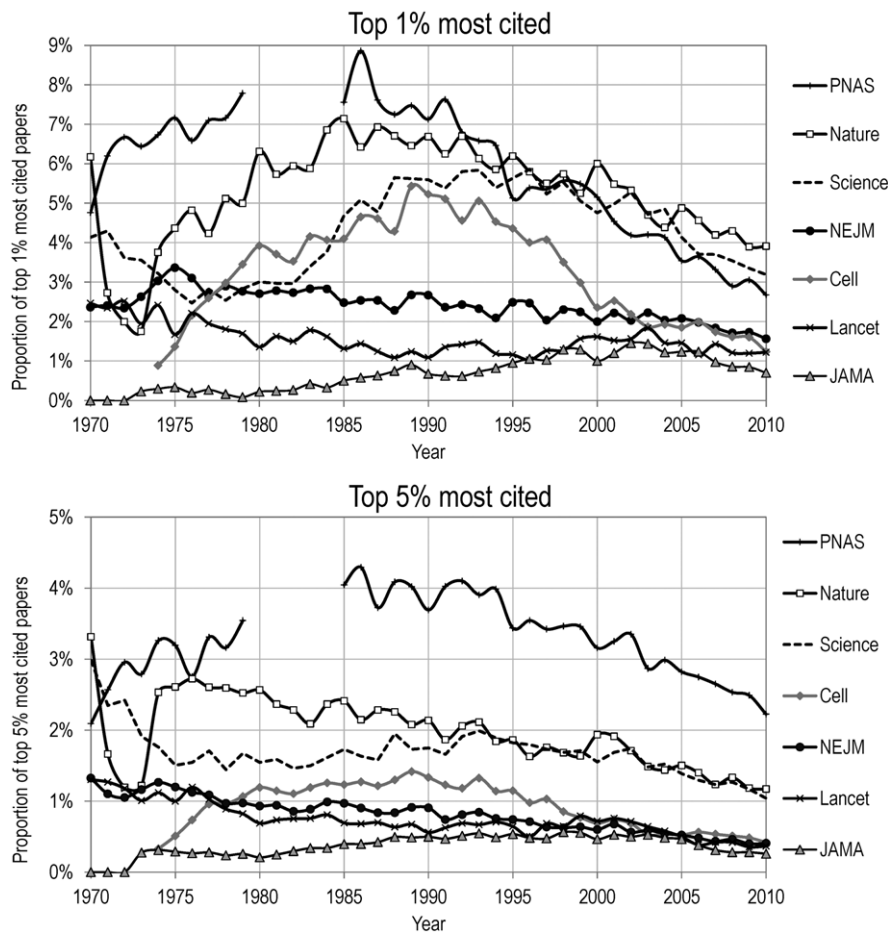 Top 1% most cited
Proportion of top 1% most cited papers
9%
8%
7%
6%
5%
4%
3%
2%
1%
0%
1970 1975 1980 1985 1990 1995 2000 2005 2010
Year
PNAS
Nature
Science
NEJM
Cell
Lancet
JAMA
Top 5% most cited
Proportion of top 5% most cited papers
5%
4%
3%
2%
1%
0%
1970 1975 1980 1985 1990 1995 2000 2005 2010
Year
PNAS
Nature
Science
Cell
NEJM
Lancet
JAMA